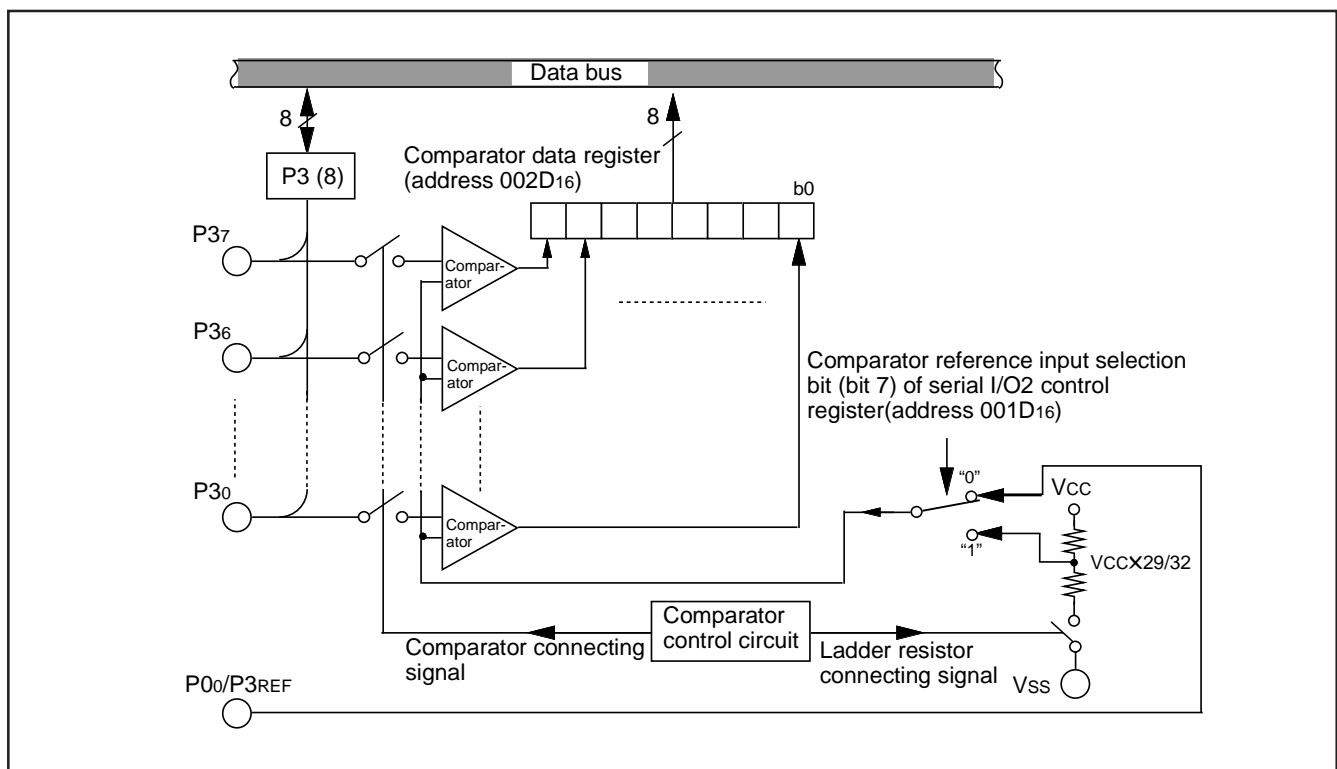 Data bus
8
8
P3 (8)
Comparator data register
(address 002D16)
b0
P37
Compar-
ator
P36
Compar-
ator
Comparator reference input selection
bit (bit 7) of serial I/O2 control
register(address 001D16)
P30
Compar-
ator
“0”
VCC
“1”
VCC×29/32
Comparator
control circuit
Comparator connecting
signal
Ladder resistor
connecting signal
P00/P3REF
VSS